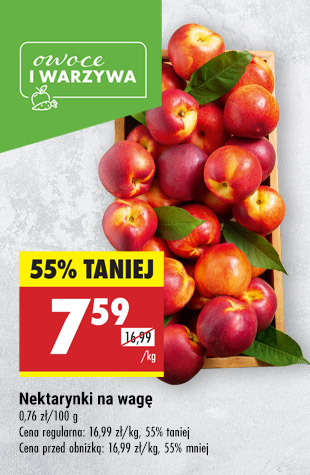 owoce
I WARZYWA
55% TANIEJ
7 59
16,99
/kg
Nektarynki na wagę
0,76 zł/100 g
Cena regularna: 16,99 zł/kg, 55% taniej
Cena przed obniżką: 16,99 zł/kg, 55% mniej